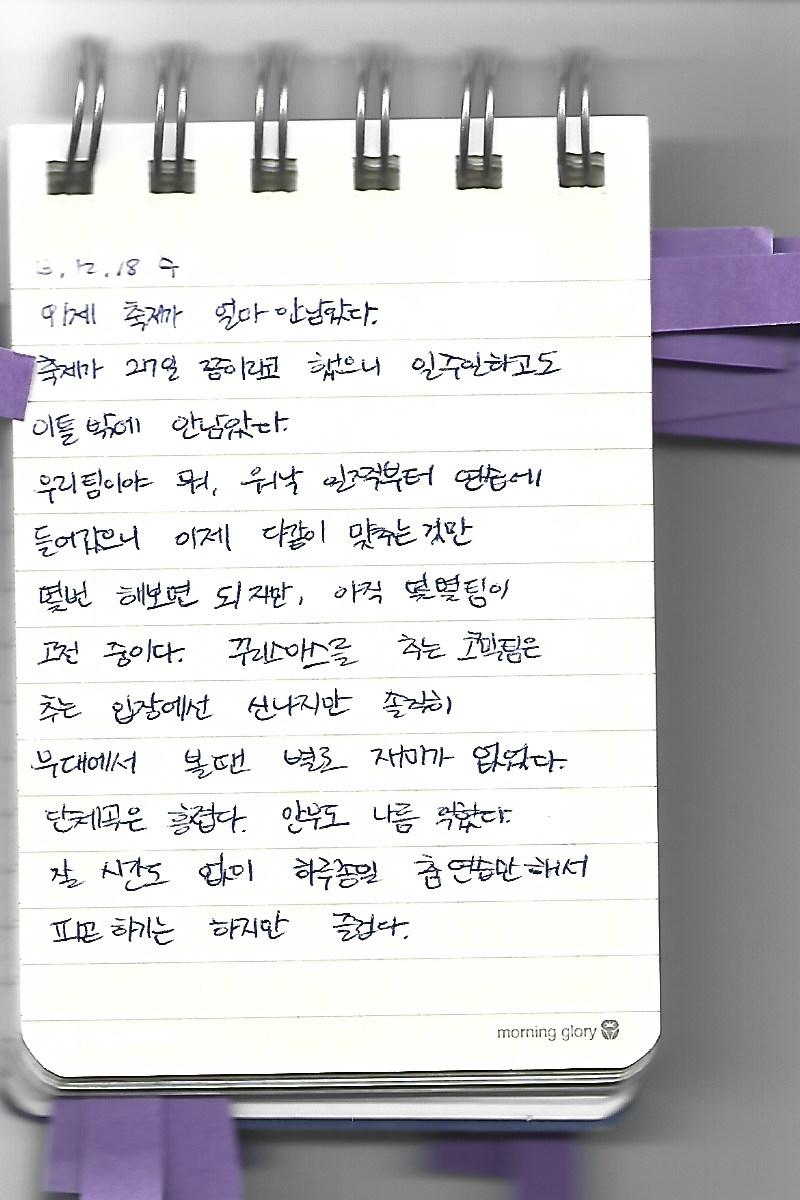 3.12.18 수
이제 축제가 얼마 안남았다.
축제가 27일 쯤이라고 했으니 일주일하고도
이틀 밖에 안남았다.
우리팀이야 뭐, 워낙 일찍부터 연습에
들어갔으니 이제 다같이 맞추는 것만
몇번 해보면 되지만, 아직 몇몇팀이
고전 중이다. 꾸리스마스를 추는 코믹팀은
추는 입장에선 신나지만 솔직히
무대에서 볼땐 별로 재미가 없었다.
단체곡은 흥겹다. 안무도 나름 익혔다.
잘 시간도 없이 하루종일 춤연습만 해서
피곤하기는 하지만 즐겁다.
morning glory